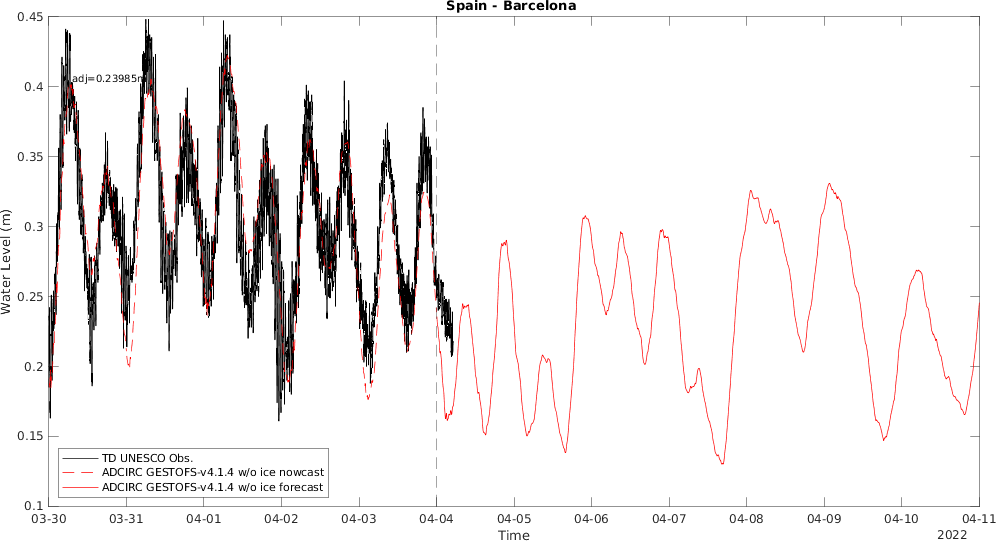 Spain - Barcelona
0.45
0.4
0.35
0.3
0.25
0.2
0.15
0.1
Water Level (m)
adj=0.23985m
TD UNESCO Obs.
ADCIRC GESTOFS-v4.1.4 w/o ice nowcast
ADCIRC GESTOFS-v4.1.4 w/o ice forecast
03-30 03-31 04-01 04-02 04-03 04-04 04-05 04-06 04-07 04-08 04-09 04-10 04-11
Time
2022